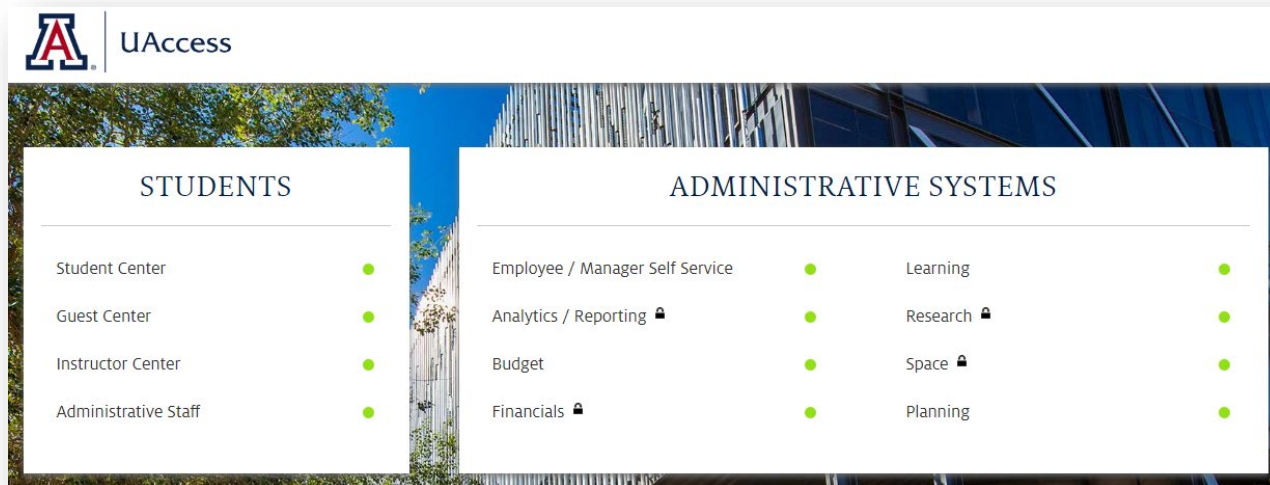 A UAccess
STUDENTS
Student Center
Guest Center
Instructor Center
Administrative Staff
ADMINISTRATIVE SYSTEMS
Employee / Manager Self Service
Analytics / Reporting
Budget
Financials
Learning
Research
Space
Planning